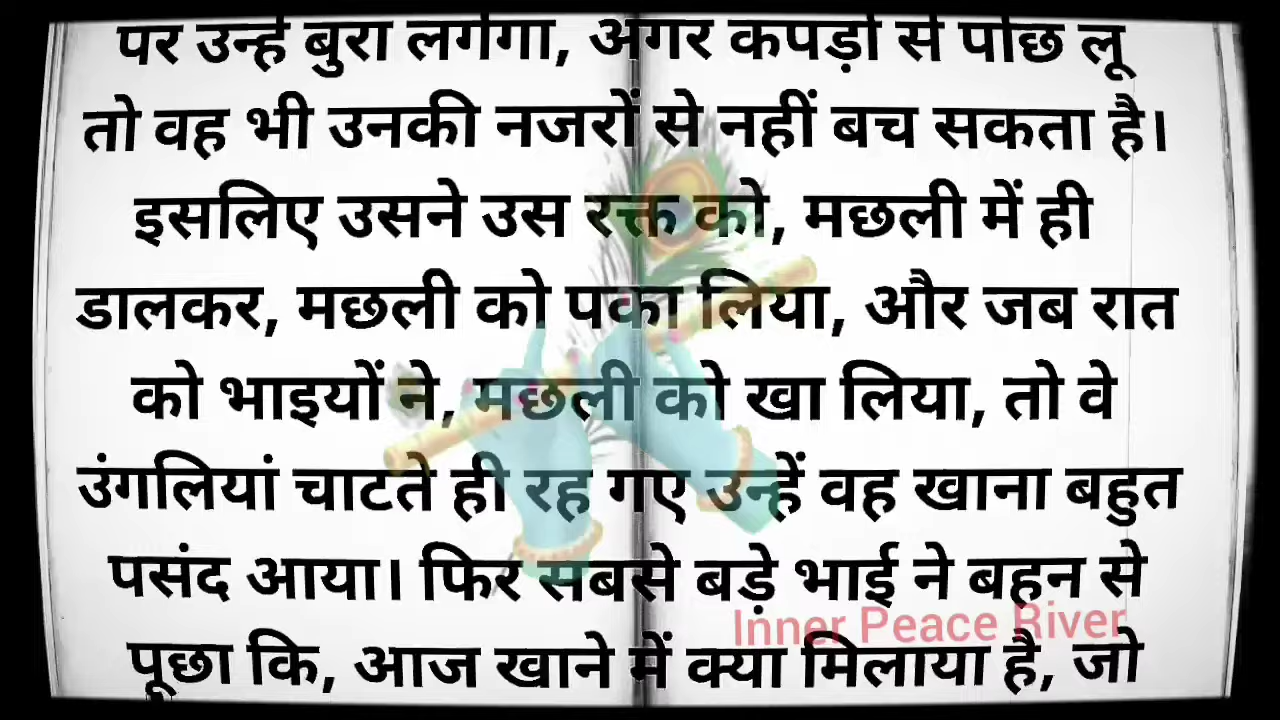 पर उन्हें बुरा लगेगा, अगर कपड़ों से पोंछ लू
तो वह भी उनकी नजरों से नहीं बच सकता है।
इसलिए उसने उस रक्त को, मछली में ही
डालकर, मछली को पका लिया, और जब रात
को भाइयों ने, मछली को खा लिया, तो वे
उंगलियां चाटते ही रह गए उन्हें वह खाना बहुत
पसंद आया। फिर सबसे बड़े भाई ने बहन से
Inner Peace River
पूछा कि, आज खाने में क्या मिलाया है, जो